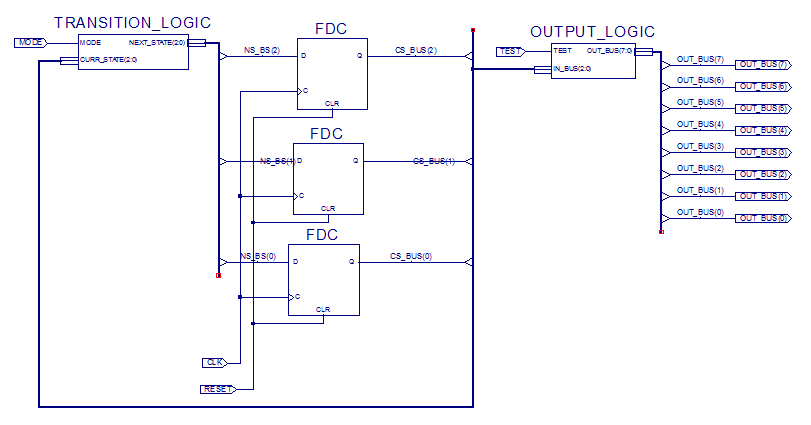 TRANSITION_LOGIC
MODE
MODE
NEXT_STATE(2:0)
CURR_STATE(2:0)
NS_BS(2)
FDC
D
Q
C
CLR
CS_BUS(2)
NS_BS(1)
FDC
D
Q
C
CLR
CS_BUS(1)
NS_BS(0)
FDC
D
Q
C
CLR
CS_BUS(0)
CLK
RESET
OUTPUT_LOGIC
TEST
TEST
OUT_BUS(7:0)
IN_BUS(2:0)
OUT_BUS(7) OUT_BUS(7)
OUT_BUS(6) OUT_BUS(6)
OUT_BUS(5) OUT_BUS(5)
OUT_BUS(4) OUT_BUS(4)
OUT_BUS(3) OUT_BUS(3)
OUT_BUS(2) OUT_BUS(2)
OUT_BUS(1) OUT_BUS(1)
OUT_BUS(0) OUT_BUS(0)